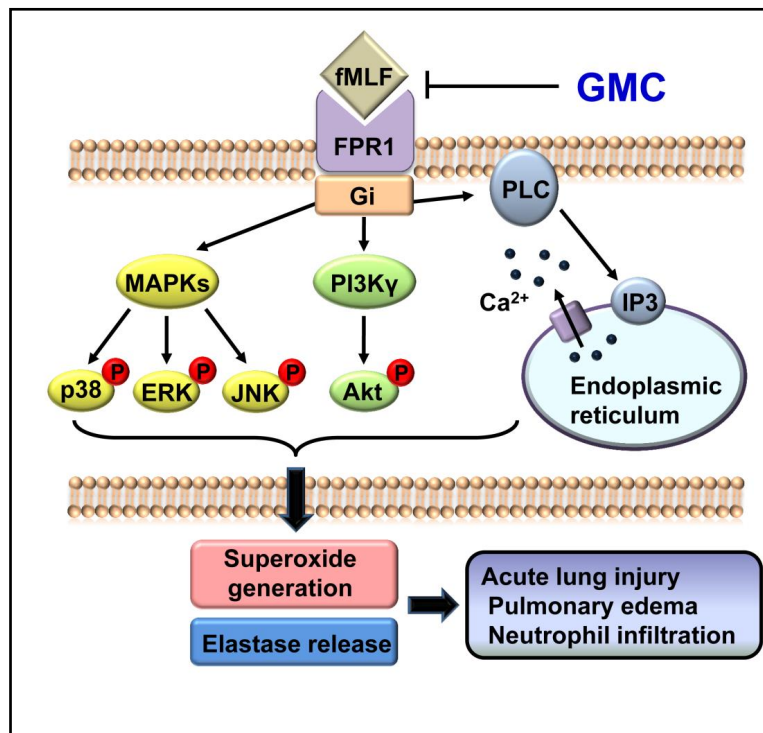 fMLF
GMC
FPR1
Gi
PLC
MAPKs
PI3Kγ
Ca²⁺
IP3
p38
P
ERK
P
JNK
P
Akt
P
Endoplasmic
reticulum
Superoxide
generation
Elastase release
Acute lung injury
Pulmonary edema
Neutrophil infiltration